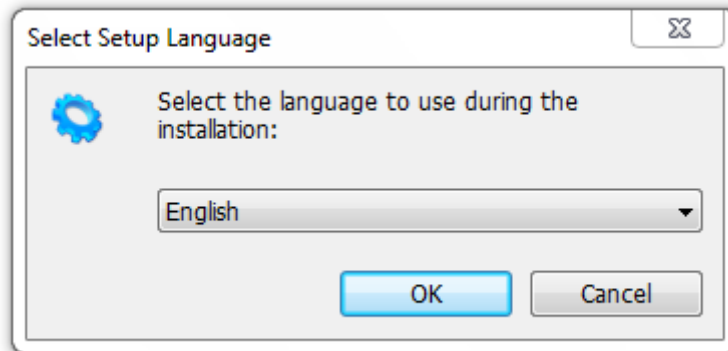 Select Setup Language
Select the language to use during the
installation:
English
OK
Cancel